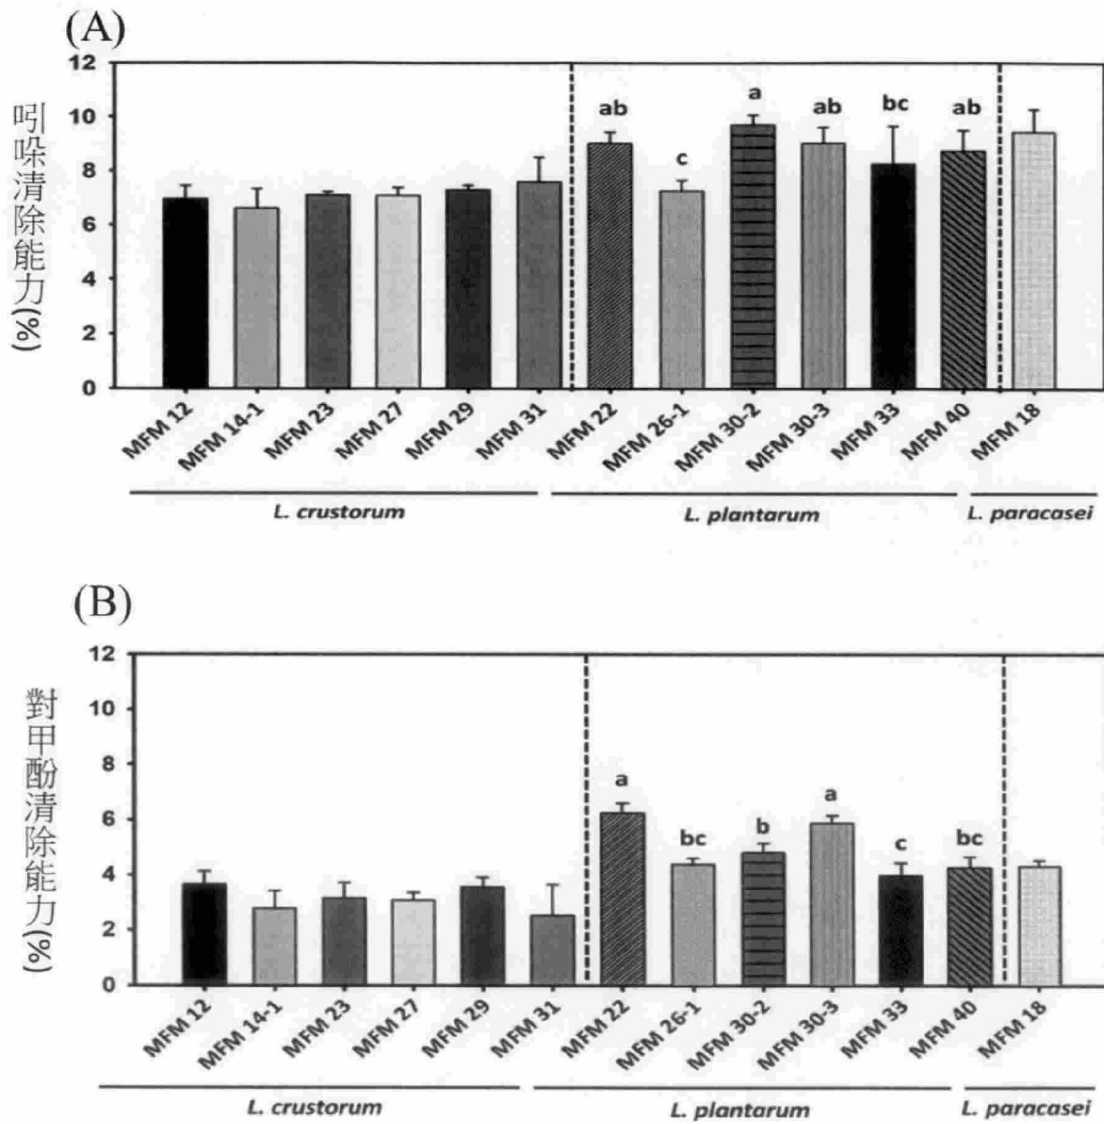 (A)
吲哚清除能力(%)
12
10
8
6
4
2
0
ab
c
a
ab
bc
ab
MFM 12
MFM 14-1
MFM 23
MFM 27
MFM 29
MFM 31
MFM 22
MFM 26-1
MFM 30-2
MFM 30-3
MFM 33
MFM 40
MFM 18
L. crustorum
L. plantarum
L. paracasei
(B)
對甲酚清除能力(%)
12
10
8
6
4
2
0
a
bc
b
a
c
bc
MFM 12
MFM 14-1
MFM 23
MFM 27
MFM 29
MFM 31
MFM 22
MFM 26-1
MFM 30-2
MFM 30-3
MFM 33
MFM 40
MFM 18
L. crustorum
L. plantarum
L. paracasei